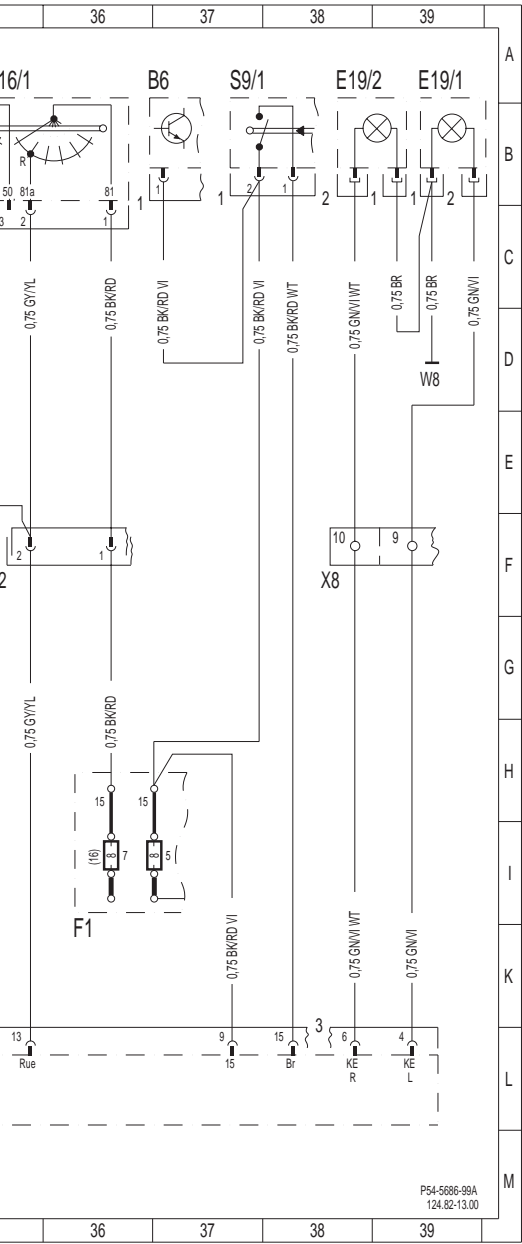 36 37 38 39
A
16/1 B6 S9/1 E19/2 E19/1
B
R
50 81a 81
3 2 1
1 1
1 2 1
2 1 1 2
C
0,75 GY/YL
0,75 BK/RD
0,75 BK/RD VI
0,75 BK/RD VI
0,75 BK/RD WT
0,75 GN/VI WT
0,75 BR
0,75 BR
0,75 GN/VI
D
W8
E
2 1
10 9
F
2
X8
G
0,75 GY/YL
0,75 BK/RD
H
15 15
(16) 8 7 8 5
I
F1
0,75 BK/RD VI
0,75 GN/VI WT
0,75 GN/VI
K
13 9 15 3 6 4
Rue 15 Br KE KE
R L
L
M
P54-5686-99A
124.82-13.00
36 37 38 39